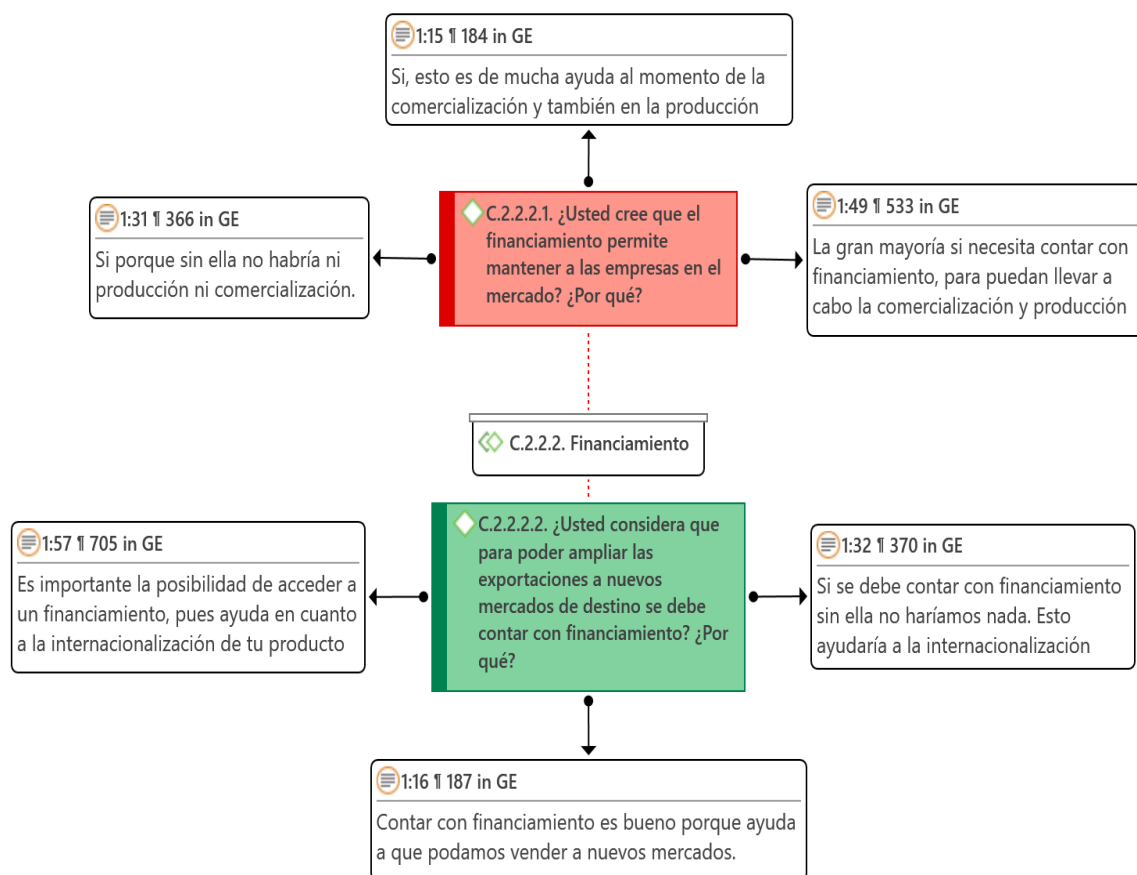 1:15 ¶ 184 in GE
Si, esto es de mucha ayuda al momento de la
comercialización y también en la producción
1:31 ¶ 366 in GE
Si porque sin ella no habría ni
producción ni comercialización.
C.2.2.2.1. ¿Usted cree que el
financiamiento permite
mantener a las empresas en el
mercado? ¿Por qué?
1:49 ¶ 533 in GE
La gran mayoría si necesita contar con
financiamiento, para puedan llevar a
cabo la comercialización y producción
C.2.2.2. Financiamiento
1:57 ¶ 705 in GE
Es importante la posibilidad de acceder a
un financiamiento, pues ayuda en cuanto
a la internacionalización de tu producto
C.2.2.2.2. ¿Usted considera que
para poder ampliar las
exportaciones a nuevos
mercados de destino se debe
contar con financiamiento? ¿Por
qué?
1:32 ¶ 370 in GE
Si se debe contar con financiamiento
sin ella no haríamos nada. Esto
ayudaría a la internacionalización
1:16 ¶ 187 in GE
Contar con financiamiento es bueno porque ayuda
a que podamos vender a nuevos mercados.